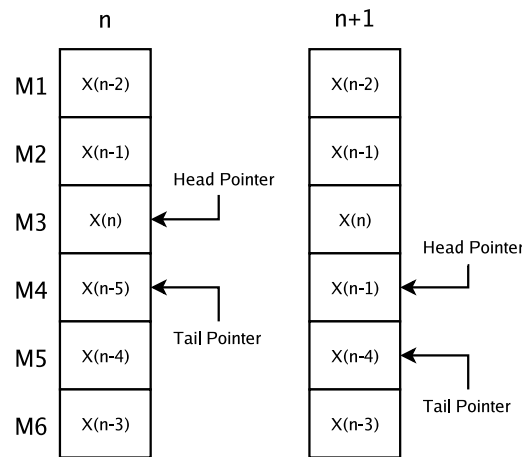 n n+1
M1 X(n-2) X(n-2)
M2 X(n-1) X(n-1)
Head Pointer
M3 X(n) X(n)
Head Pointer
M4 X(n-5) X(n-1)
Tail Pointer
M5 X(n-4) X(n-4)
Tail Pointer
M6 X(n-3) X(n-3)